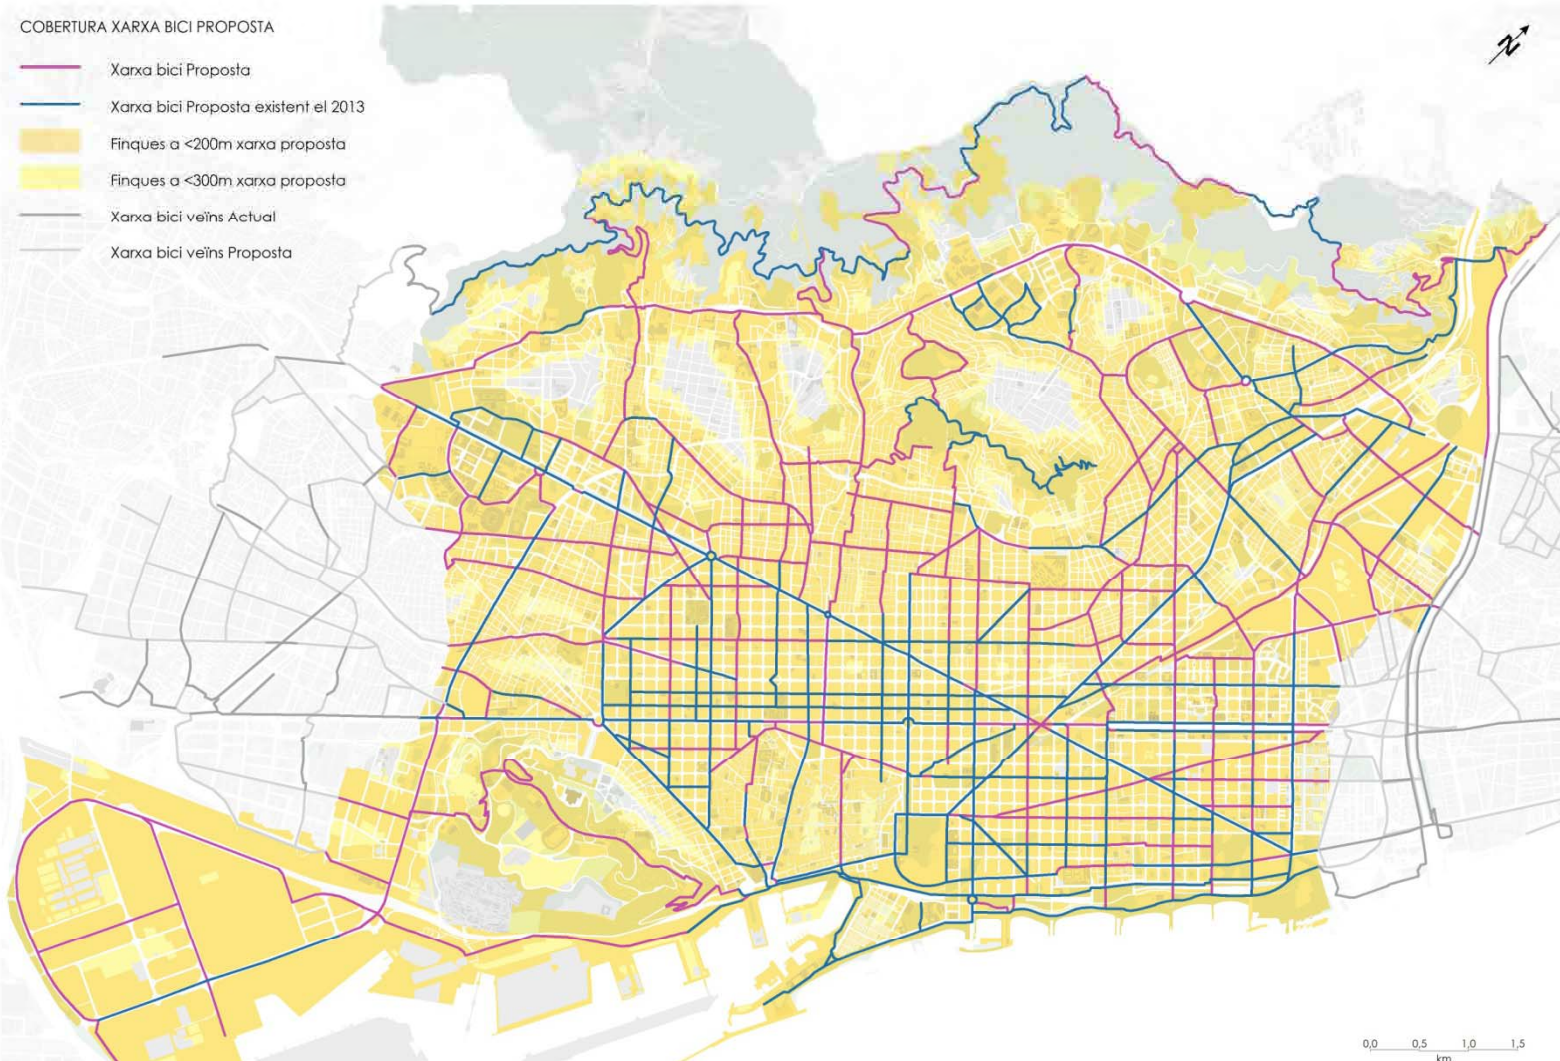 COBERTURA XARXA BICI PROPOSTA
Xarxa bici Proposta
Xarxa bici Proposta existent el 2013
Finques a <200m xarxa proposta
Finques a <300m xarxa proposta
Xarxa bici veïns Actual
Xarxa bici veïns Proposta
N
0,0 0,5 1,0 1,5
km